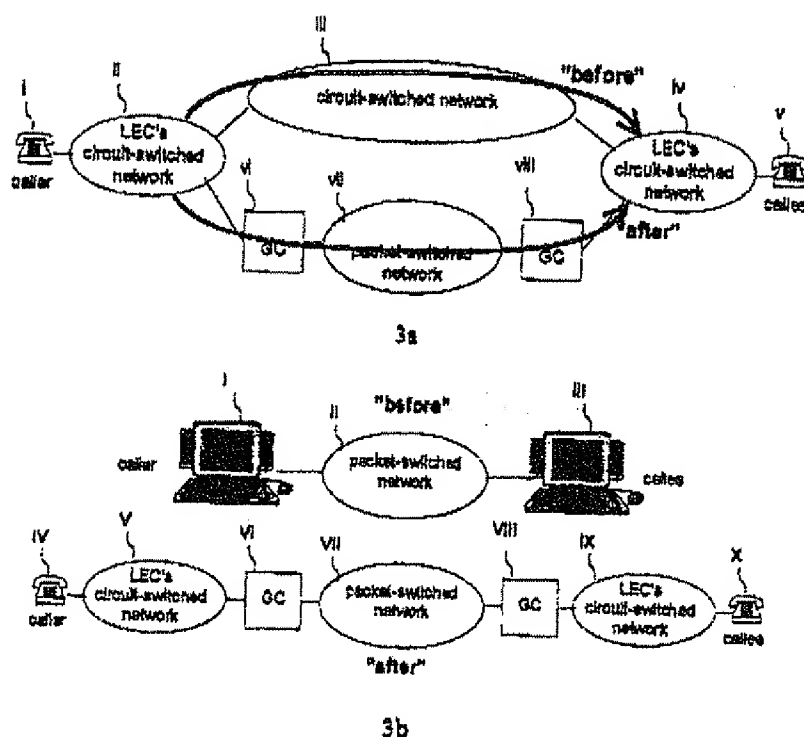 iii
"before"
i
ii
iv
v
circuit-switched network
LEC's
circuit-switched
network
LEC's
circuit-switched
network
caller
callee
vi
vii
viii
GC
packet-switched
network
GC
"after"
3a
I
"before"
II
III
caller
packet-switched
network
callee
IV
V
VI
VII
VIII
IX
X
LEC's
circuit-switched
network
GC
packet-switched
network
GC
LEC's
circuit-switched
network
caller
callee
"after"
3b